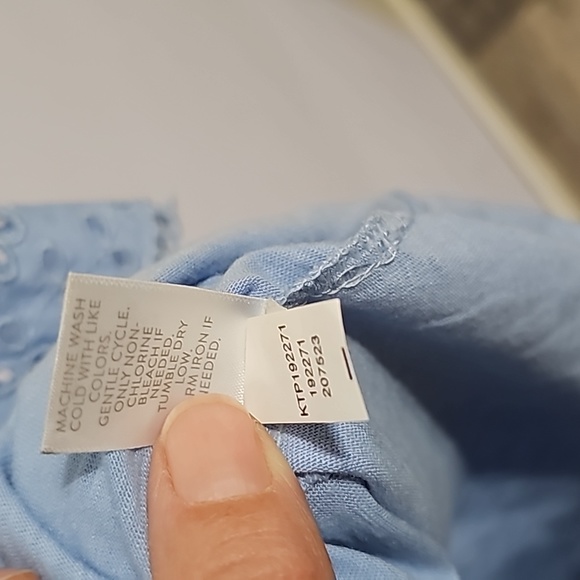 MACHINE WASH
COLD WITH LIKE
COLORS.
GENTLE CYCLE.
ONLY NON-
CHLORINE
BLEACH IF
NEEDED.
TUMBLE DRY
LOW.
IRON IF
NEEDED.
KTP192271
192271
207523